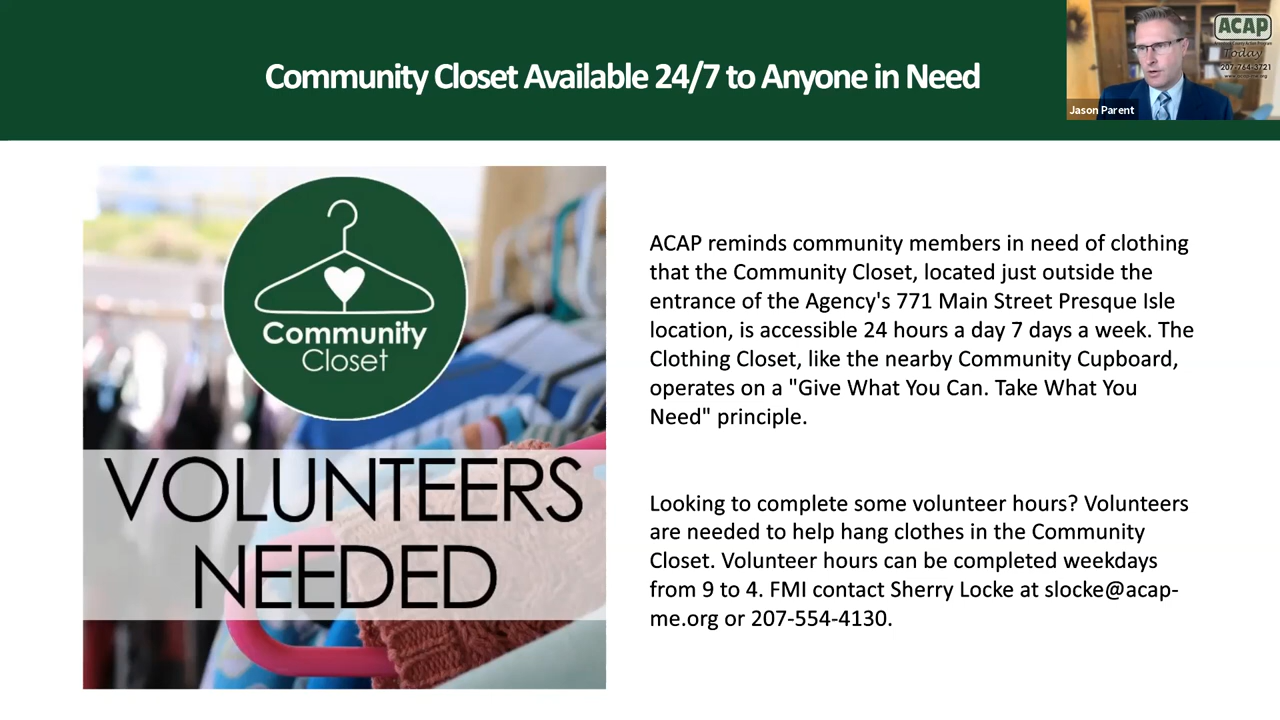 Community Closet Available 24/7 to Anyone in Need
ACAP
Today
207-764-3721
Jason Parent
Community
Closet
VOLUNTEERS
NEEDED
ACAP reminds community members in need of clothing
that the Community Closet, located just outside the
entrance of the Agency's 771 Main Street Presque Isle
location, is accessible 24 hours a day 7 days a week. The
Clothing Closet, like the nearby Community Cupboard,
operates on a "Give What You Can. Take What You
Need" principle.
Looking to complete some volunteer hours? Volunteers
are needed to help hang clothes in the Community
Closet. Volunteer hours can be completed weekdays
from 9 to 4. FMI contact Sherry Locke at slocke@acap-
me.org or 207-554-4130.